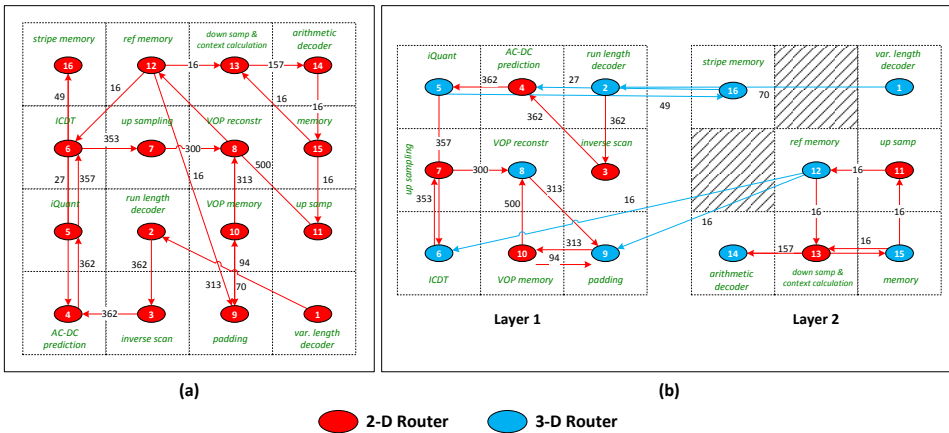 stripe memory
ref memory
down samp &
context calculation
arithmetic
decoder
16
12
16
13
157
14
49
16
16
16
ICDT
up sampling
VOP reconstr
memory
6
353
7
300
8
500
15
27
357
16
313
16
iQuant
run length
decoder
VOP memory
up samp
5
2
10
11
362
362
313
94
70
4
362
3
9
1
AC-DC
prediction
inverse scan
padding
var. length
decoder
(a)
iQuant
AC-DC
prediction
run length
decoder
stripe memory
var. length
decoder
5
362
4
27
2
49
16
70
1
357
362
362
up sampling
VOP reconstr
inverse scan
ref memory
up samp
7
300
8
3
12
16
11
353
500
313
16
16
16
16
6
10
313
94
9
14
157
13
15
ICDT
VOP memory
padding
arithmetic
decoder
down samp &
context calculation
memory
Layer 1
Layer 2
(b)
2-D Router
3-D Router